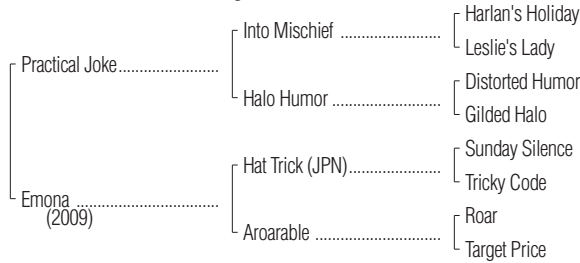 Harlan's Holiday
Into Mischief ....................
Leslie's Lady
Practical Joke....................
Distorted Humor
Halo Humor ......................
Gilded Halo
Sunday Silence
Hat Trick (JPN)..................
Tricky Code
Emona .............................
(2009)
Roar
Aroarable .........................
Target Price